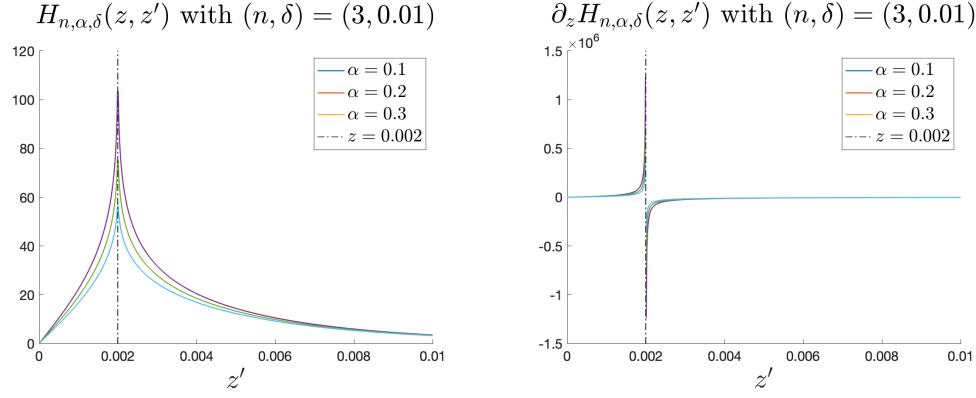 H_{n,α,δ}(z, z′) with (n, δ) = (3, 0.01)
120
100
80
60
40
20
0
α = 0.1
α = 0.2
α = 0.3
z = 0.002
0 0.002 0.004 0.006 0.008 0.01
z′
∂_z H_{n,α,δ}(z, z′) with (n, δ) = (3, 0.01)
×10^6
1.5
1
0.5
0
-0.5
-1
-1.5
α = 0.1
α = 0.2
α = 0.3
z = 0.002
0 0.002 0.004 0.006 0.008 0.01
z′